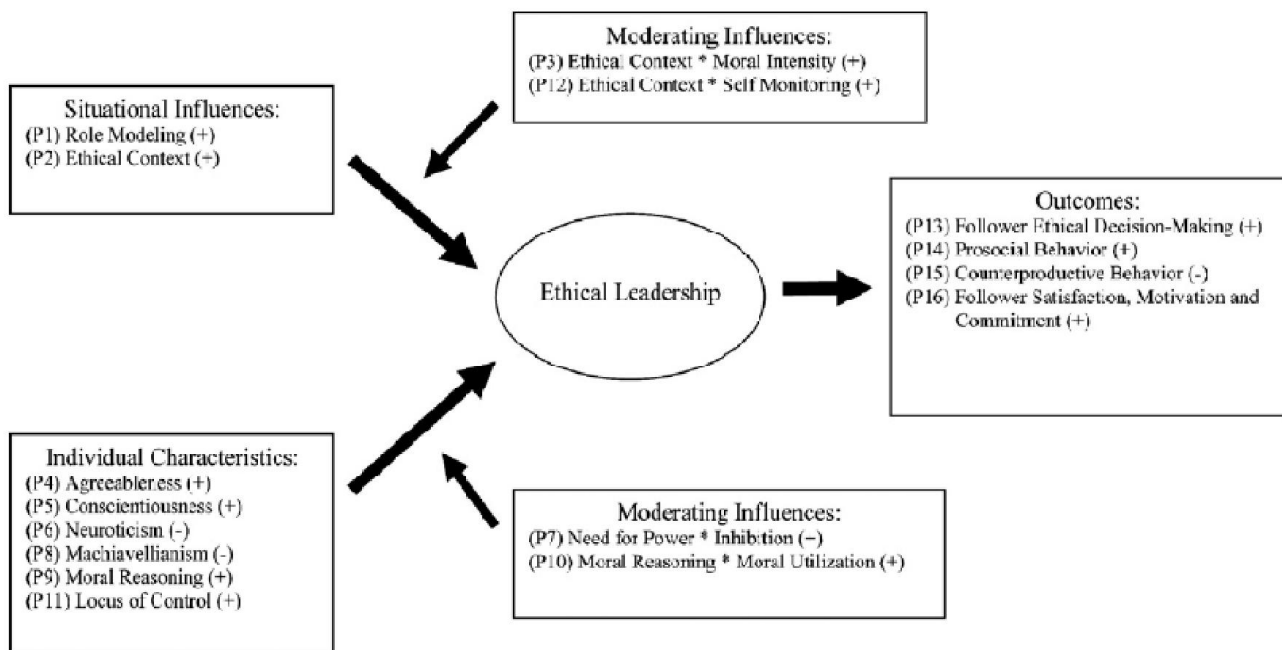 Moderating Influences:
(P3) Ethical Context * Moral Intensity (+)
(P12) Ethical Context * Self Monitoring (+)
Situational Influences:
(P1) Role Modeling (+)
(P2) Ethical Context (+)
Outcomes:
(P13) Follower Ethical Decision-Making (+)
(P14) Prosocial Behavior (+)
(P15) Counterproductive Behavior (-)
(P16) Follower Satisfaction, Motivation and
Commitment (+)
Ethical Leadership
Individual Characteristics:
(P4) Agreeableness (+)
(P5) Conscientiousness (+)
(P6) Neuroticism (-)
(P8) Machiavellianism (-)
(P9) Moral Reasoning (+)
(P11) Locus of Control (+)
Moderating Influences:
(P7) Need for Power * Inhibition
(P10) Moral Reasoning * Moral Utilization (+)